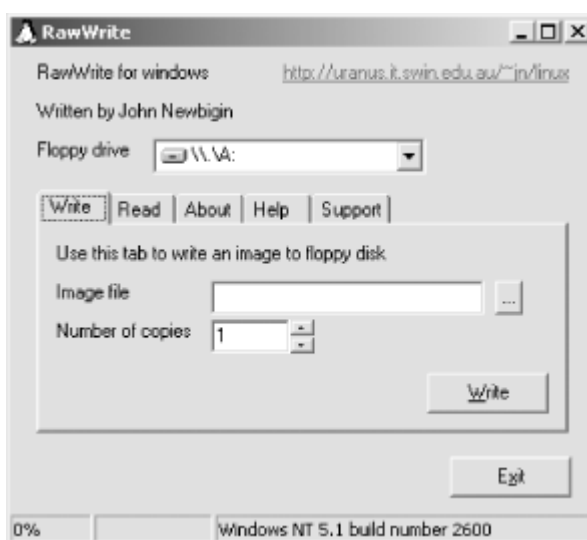 RawWrite
RawWrite for windows http://uranus.it.swin.edu.au/~jn/linux
Written by John Newbigin
Floppy drive \\.\A:
Write Read About Help Support
Use this tab to write an image to floppy disk
Image file ...
Number of copies 1
Write
Exit
0% Windows NT 5.1 build number 2600